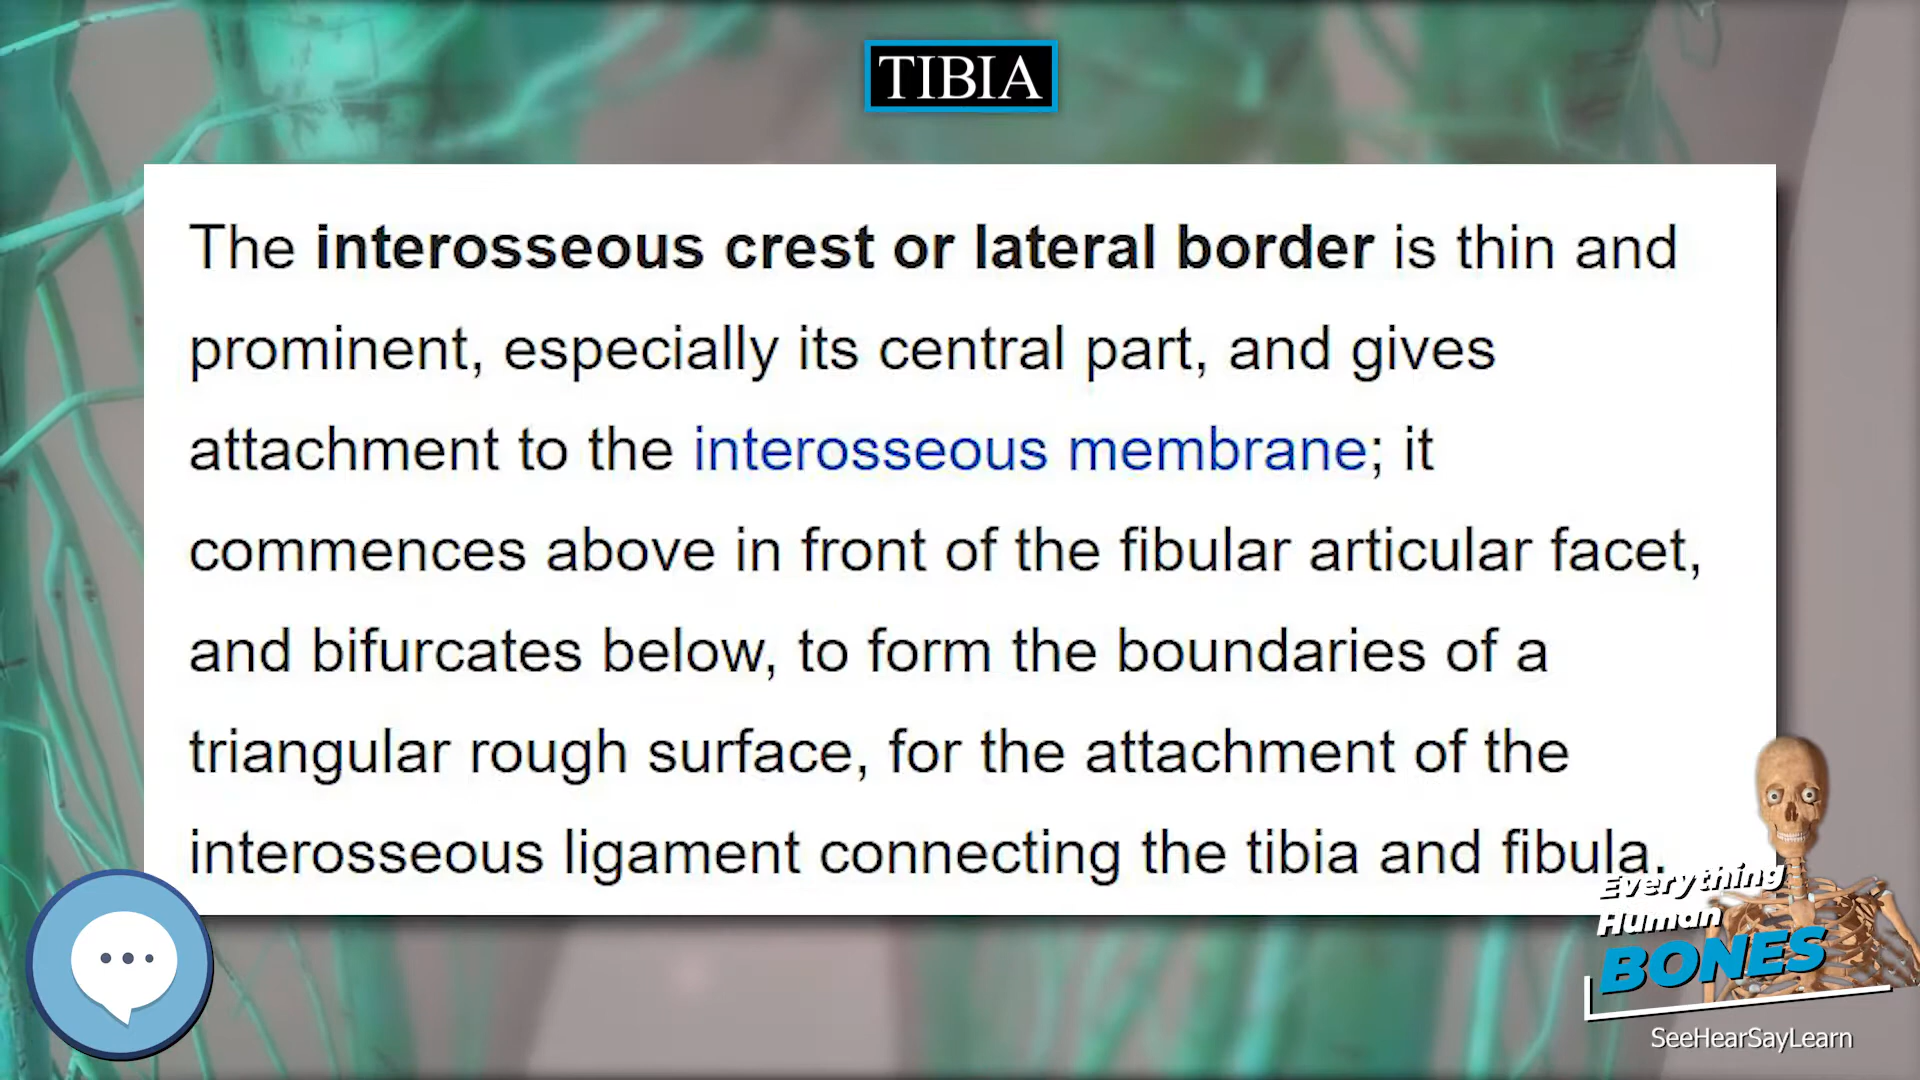 TIBIA
The interosseous crest or lateral border is thin and
prominent, especially its central part, and gives
attachment to the interosseous membrane; it
commences above in front of the fibular articular facet,
and bifurcates below, to form the boundaries of a
triangular rough surface, for the attachment of the
interosseous ligament connecting the tibia and fibula.
Everything
Human
BONES
SeeHearSayLearn